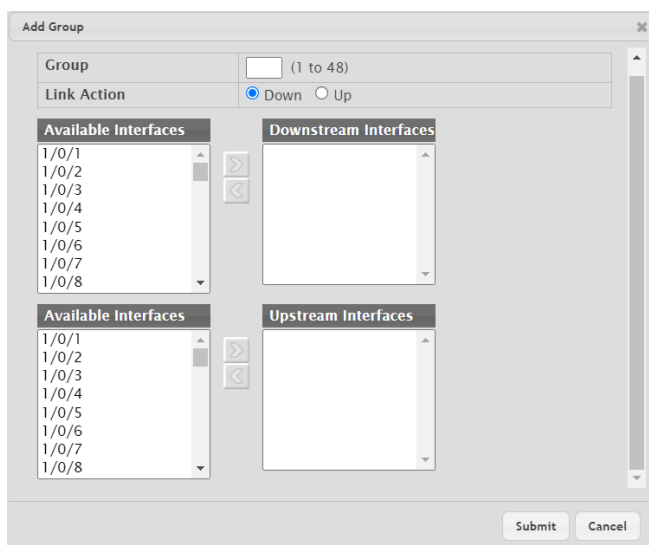 Add Group
Group (1 to 48)
Link Action Down Up
Available Interfaces Downstream Interfaces
1/0/1
1/0/2
1/0/3
1/0/4
1/0/5
1/0/6
1/0/7
1/0/8
Available Interfaces Upstream Interfaces
1/0/1
1/0/2
1/0/3
1/0/4
1/0/5
1/0/6
1/0/7
1/0/8
Submit Cancel